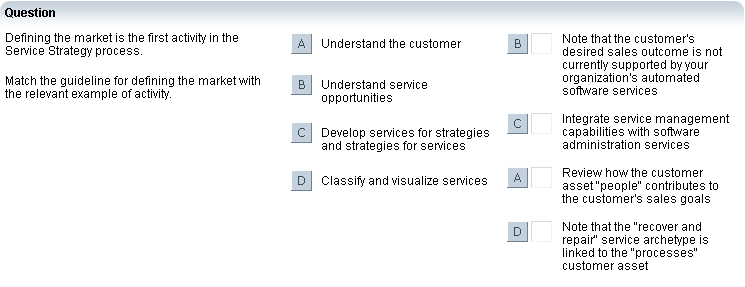 Question
Defining the market is the first activity in the
Service Strategy process.
Match the guideline for defining the market with
the relevant example of activity.
A Understand the customer
B Understand service
opportunities
C Develop services for strategies
and strategies for services
D Classify and visualize services
B Note that the customer's
desired sales outcome is not
currently supported by your
organization's automated
software services
C Integrate service management
capabilities with software
administration services
A Review how the customer
asset "people" contributes to
the customer's sales goals
D Note that the "recover and
repair" service archetype is
linked to the "processes"
customer asset